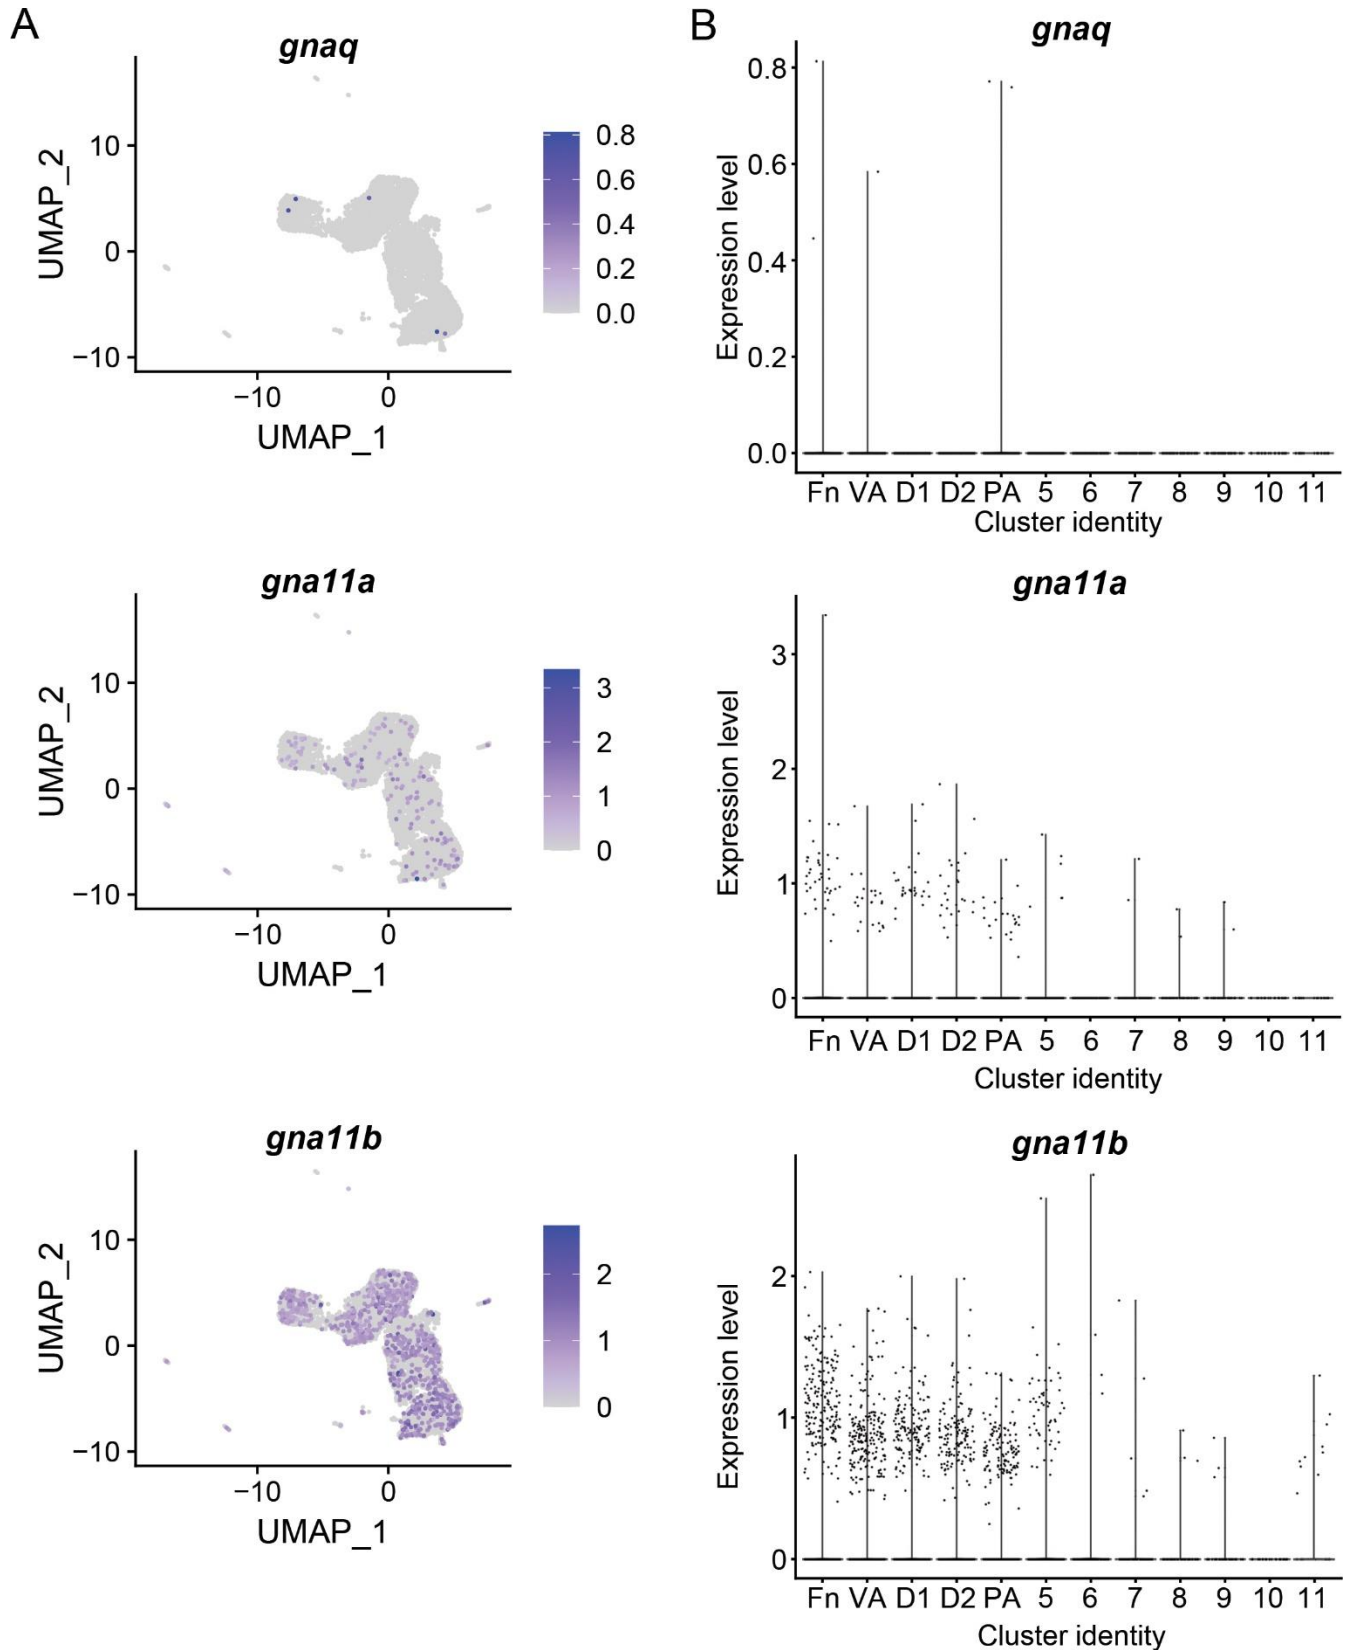 A
gnaq
UMAP_2
10
0
−10
−10 0
UMAP_1
0.8
0.6
0.4
0.2
0.0
B
gnaq
Expression level
0.8
0.6
0.4
0.2
0.0
Fn VA D1 D2 PA 5 6 7 8 9 10 11
Cluster identity
gna11a
UMAP_2
10
0
−10
−10 0
UMAP_1
3
2
1
0
gna11a
Expression level
3
2
1
0
Fn VA D1 D2 PA 5 6 7 8 9 10 11
Cluster identity
gna11b
UMAP_2
10
0
−10
−10 0
UMAP_1
2
1
0
gna11b
Expression level
2
1
0
Fn VA D1 D2 PA 5 6 7 8 9 10 11
Cluster identity